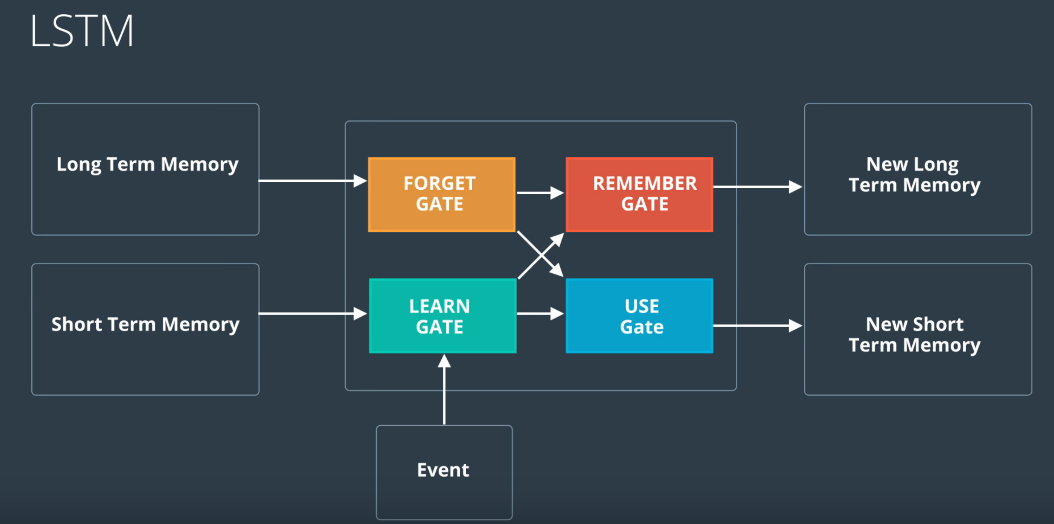 LSTM
Long Term Memory
FORGET
GATE
REMEMBER
GATE
New Long
Term Memory
Short Term Memory
LEARN
GATE
USE
Gate
New Short
Term Memory
Event